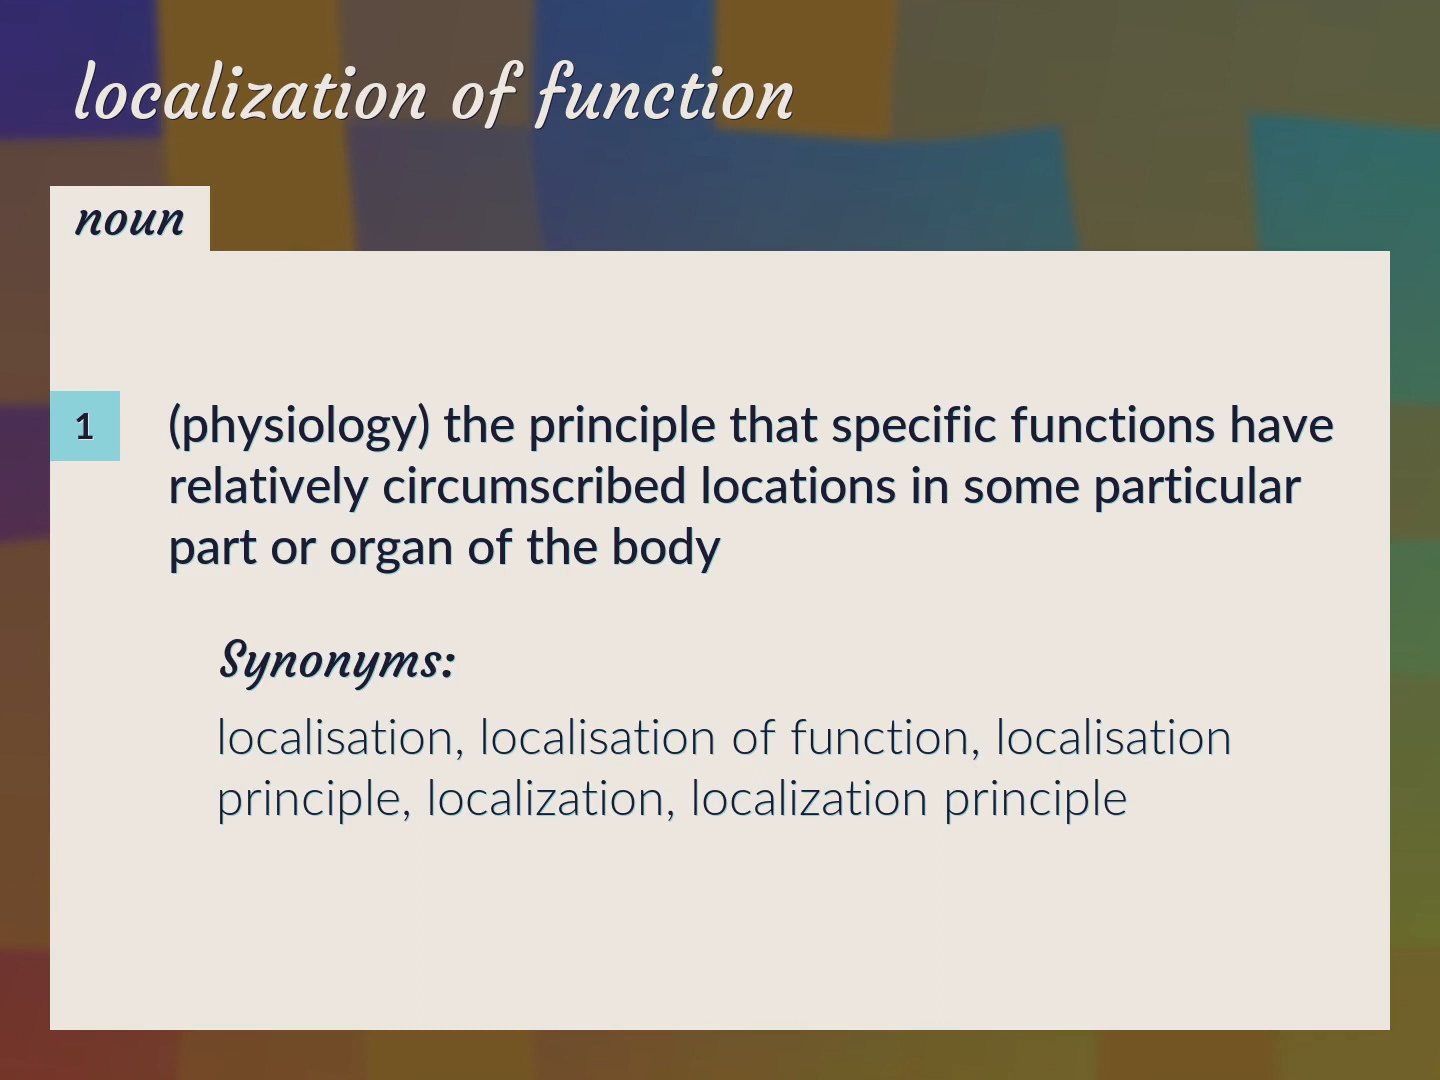 localization of function
noun
1
(physiology) the principle that specific functions have
relatively circumscribed locations in some particular
part or organ of the body
Synonyms:
localisation, localisation of function, localisation
principle, localization, localization principle